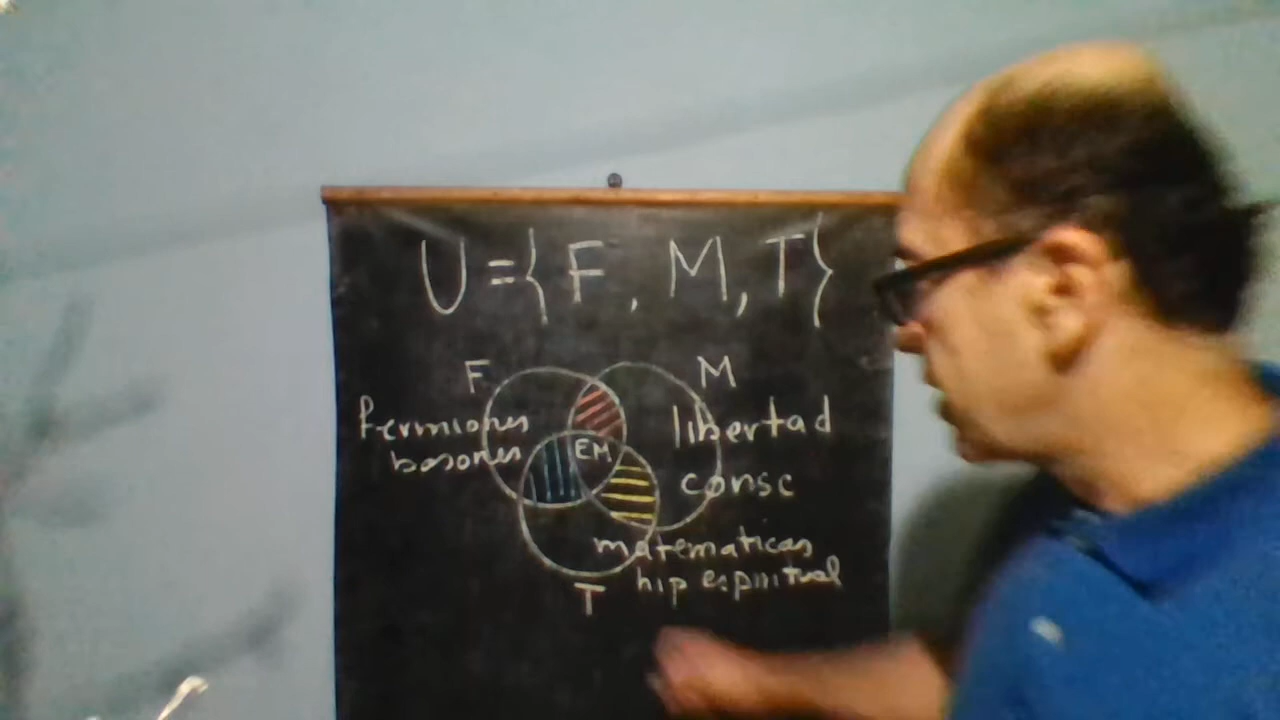 U = { F, M, T }
F
M
fermiones
bosones
libertad
EM
consc
matematicas
hip espiritual
T